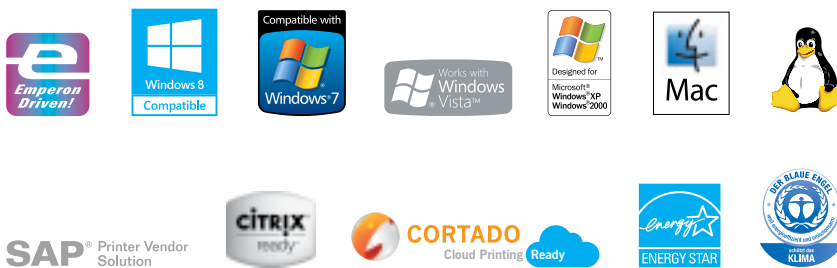 e
Emperon
Driven!
Windows 8
Compatible
Compatible with
Windows®7
Works with
Windows
Vista™
Designed for
Microsoft®
Windows®XP
Windows®2000
Mac
SAP® Printer Vendor
Solution
CITRIX
ready
CORTADO
Cloud Printing Ready
energy
ENERGY STAR
DER BLAUE ENGEL
schützt das
KLIMA